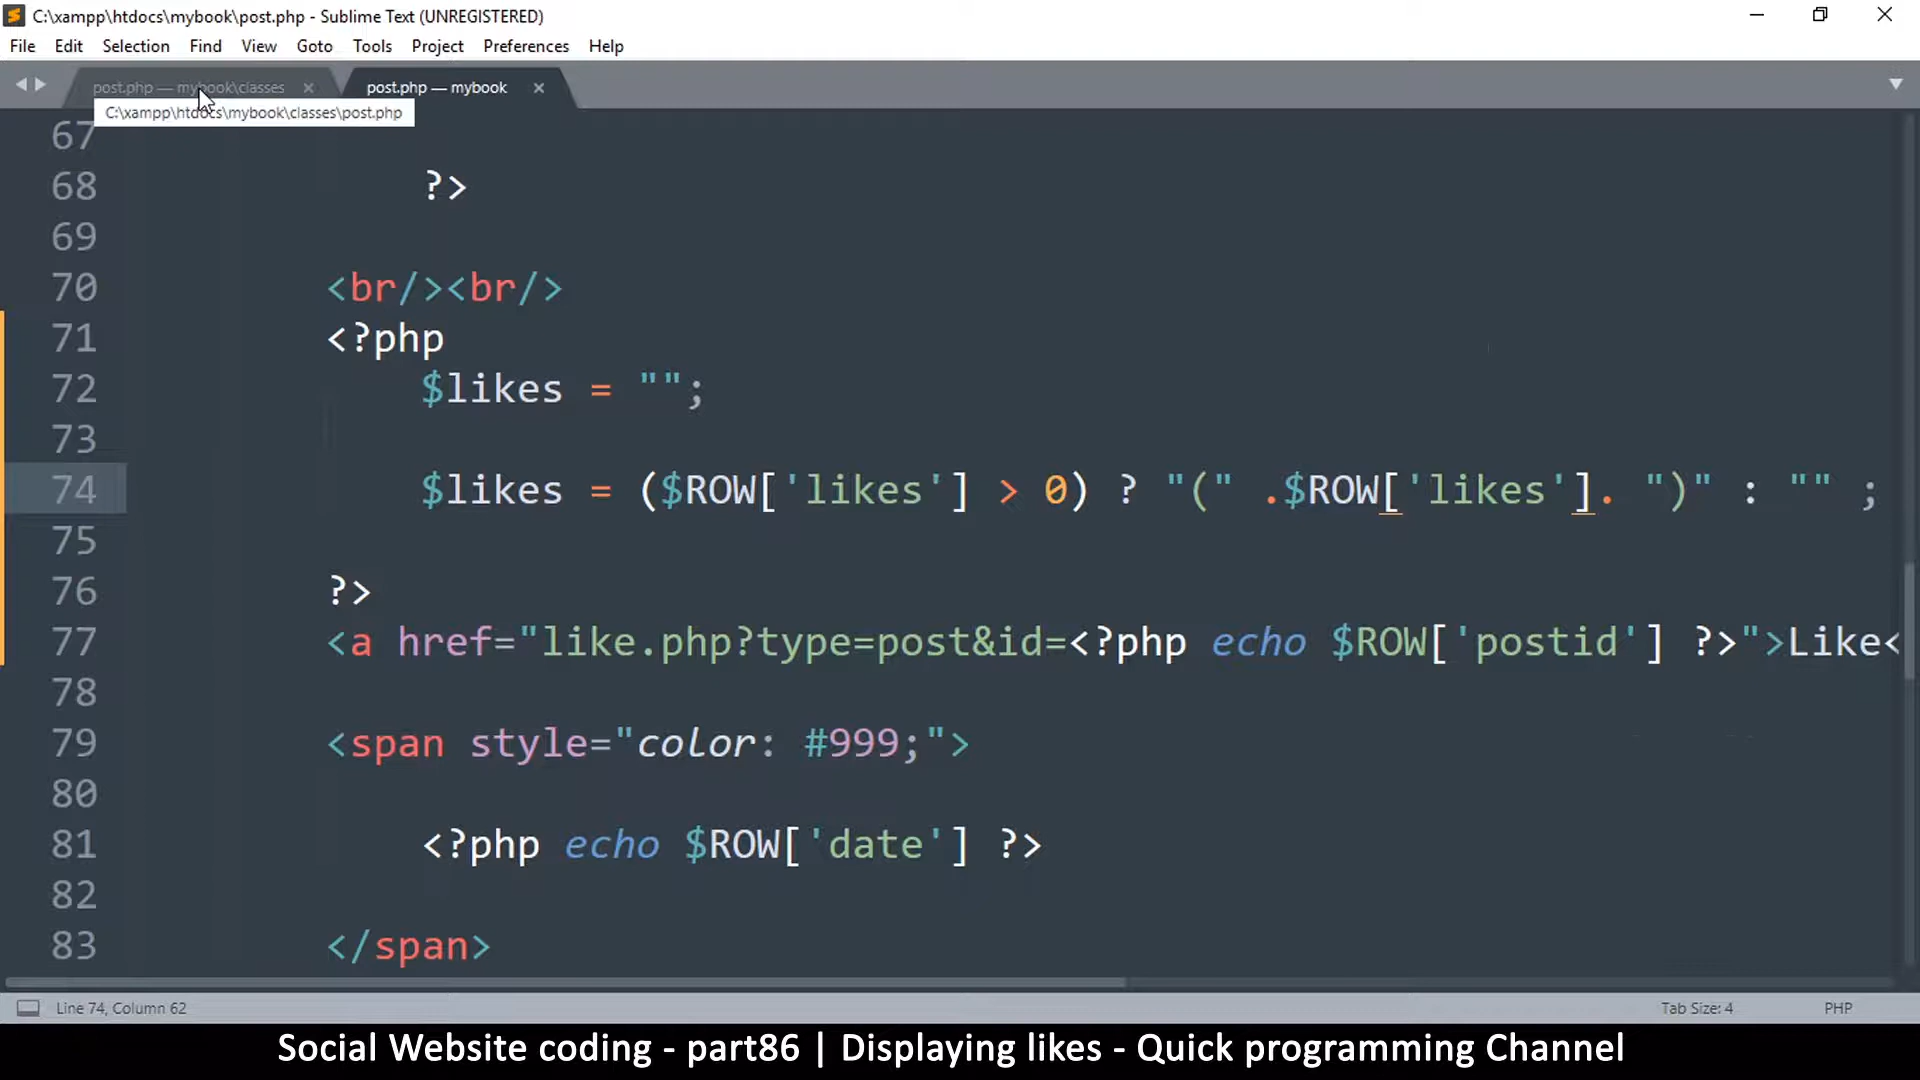 C:\xampp\htdocs\mybook\post.php - Sublime Text (UNREGISTERED)
File Edit Selection Find View Goto Tools Project Preferences Help
post.php — mybook\classes × post.php — mybook ×
C:\xampp\htdocs\mybook\classes\post.php
67
68 ?>
69
70 <br/><br/>
71 <?php
72 $likes = "";
73
74 $likes = ($ROW['likes'] > 0) ? "(" .$ROW['likes']. ")" : "" ;
75
76 ?>
77 <a href="like.php?type=post&id=<?php echo $ROW['postid'] ?>">Like<
78
79 <span style="color: #999;">
80
81 <?php echo $ROW['date'] ?>
82
83 </span>
Line 74, Column 62 Tab Size: 4 PHP
Social Website coding - part86 | Displaying likes - Quick programming Channel